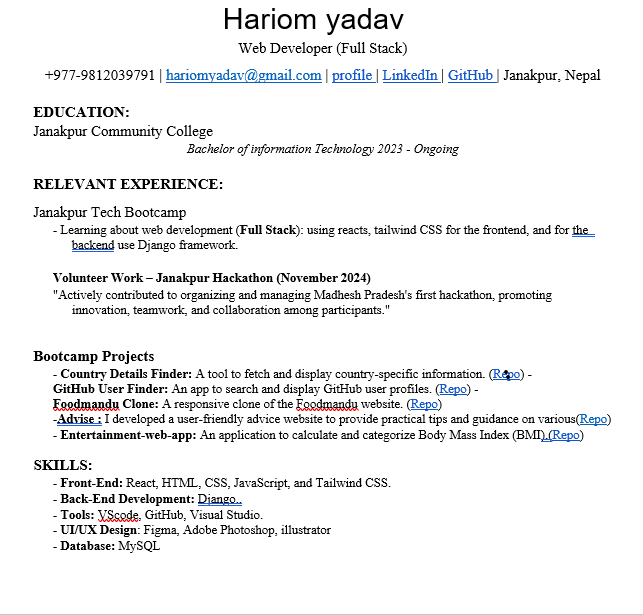 Hariom yadav
Web Developer (Full Stack)
+977-9812039791 | hariomyadav@gmail.com | profile | LinkedIn | GitHub | Janakpur, Nepal
EDUCATION:
Janakpur Community College
Bachelor of information Technology 2023 - Ongoing
RELEVANT EXPERIENCE:
Janakpur Tech Bootcamp
- Learning about web development (Full Stack): using reacts, tailwind CSS for the frontend, and for the
backend use Django framework.
Volunteer Work – Janakpur Hackathon (November 2024)
"Actively contributed to organizing and managing Madhesh Pradesh's first hackathon, promoting
innovation, teamwork, and collaboration among participants."
Bootcamp Projects
- Country Details Finder: A tool to fetch and display country-specific information. (Repo) -
GitHub User Finder: An app to search and display GitHub user profiles. (Repo) -
Foodmandu Clone: A responsive clone of the Foodmandu website. (Repo)
-Advise : I developed a user-friendly advice website to provide practical tips and guidance on various(Repo)
- Entertainment-web-app: An application to calculate and categorize Body Mass Index (BMI).(Repo)
SKILLS:
- Front-End: React, HTML, CSS, JavaScript, and Tailwind CSS.
- Back-End Development: Django..
- Tools: VScode, GitHub, Visual Studio.
- UI/UX Design: Figma, Adobe Photoshop, illustrator
- Database: MySQL